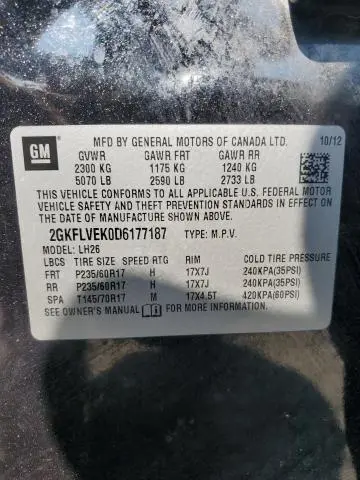 GM
MFD BY GENERAL MOTORS OF CANADA LTD. 10/12
GVWR GAWR FRT GAWR RR
2300 KG 1175 KG 1240 KG
5070 LB 2590 LB 2733 LB
THIS VEHICLE CONFORMS TO ALL APPLICABLE U.S. FEDERAL MOTOR
VEHICLE SAFETY AND THEFT PREVENTION STANDARDS IN EFFECT ON
THE DATE OF MANUFACTURE SHOWN ABOVE.
2GKFLVEK0D6177187 TYPE: M.P.V.
MODEL: LH26
LBCS TIRE SIZE SPEED RTG RIM COLD TIRE PRESSURE
FRT P235/60R17 H 17X7J 240KPA(35PSI)
RR P235/60R17 H 17X7J 240KPA(35PSI)
SPA T145/70R17 M 17X4.5T 420KPA(60PSI)
SEE OWNER'S MANUAL FOR MORE INFORMATION.